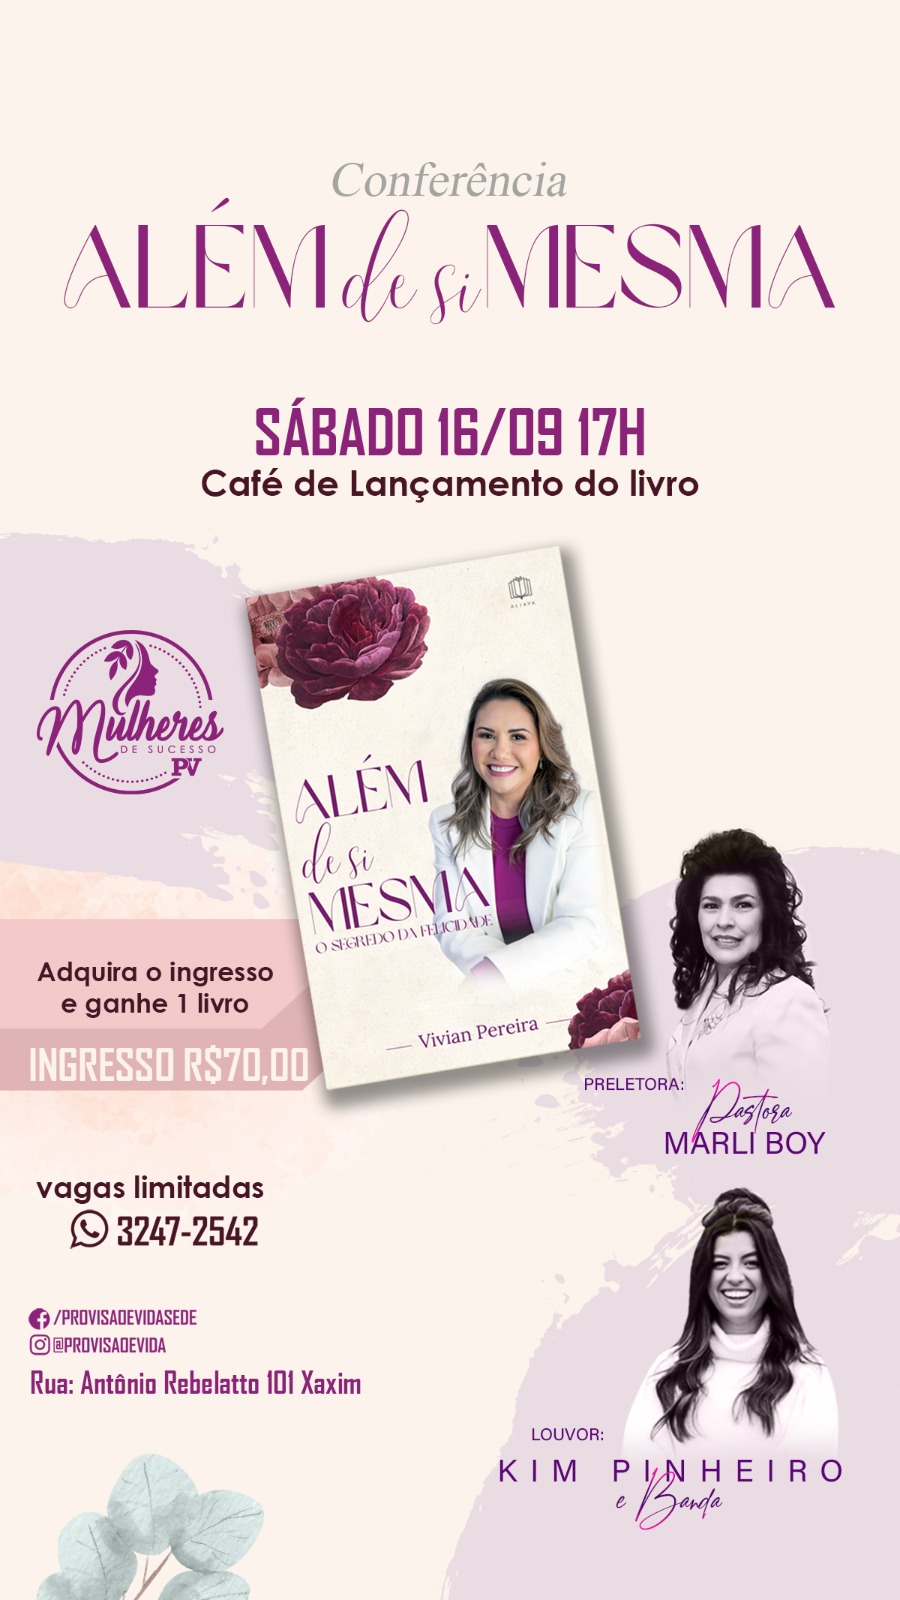 Conferência
ALÉM de si MESMA
SÁBADO 16/09 17H
Café de Lançamento do livro
Mulheres
DE SUCESSO
PV
ALJAVA
ALÉM
de si
MESMA
O SEGREDO DA FELICIDADE
Vivian Pereira
Adquira o ingresso
e ganhe 1 livro
INGRESSO R$70,00
PRELETORA:
Pastora
MARLI BOY
vagas limitadas
3247-2542
/PROVISAOEVIDASEDE
@PROVISAOEVIDA
Rua: Antônio Rebelatto 101 Xaxim
LOUVOR:
KIM PINHEIRO
e Banda